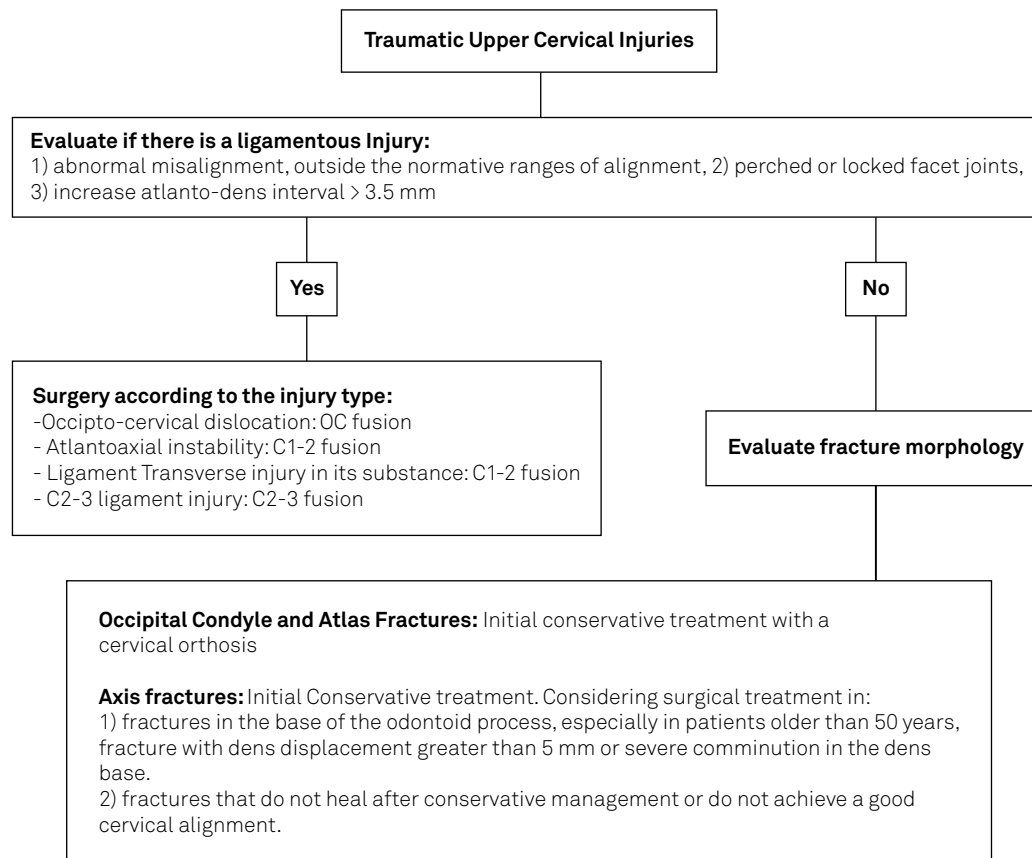 Traumatic Upper Cervical Injuries
Evaluate if there is a ligamentous Injury:
1) abnormal misalignment, outside the normative ranges of alignment, 2) perched or locked facet joints,
3) increase atlanto-dens interval > 3.5 mm
Yes
No
Surgery according to the injury type:
-Occipto-cervical dislocation: OC fusion
- Atlantoaxial instability: C1-2 fusion
- Ligament Transverse injury in its substance: C1-2 fusion
- C2-3 ligament injury: C2-3 fusion
Evaluate fracture morphology
Occipital Condyle and Atlas Fractures: Initial conservative treatment with a
cervical orthosis
Axis fractures: Initial Conservative treatment. Considering surgical treatment in:
1) fractures in the base of the odontoid process, especially in patients older than 50 years,
fracture with dens displacement greater than 5 mm or severe comminution in the dens
base.
2) fractures that do not heal after conservative management or do not achieve a good
cervical alignment.